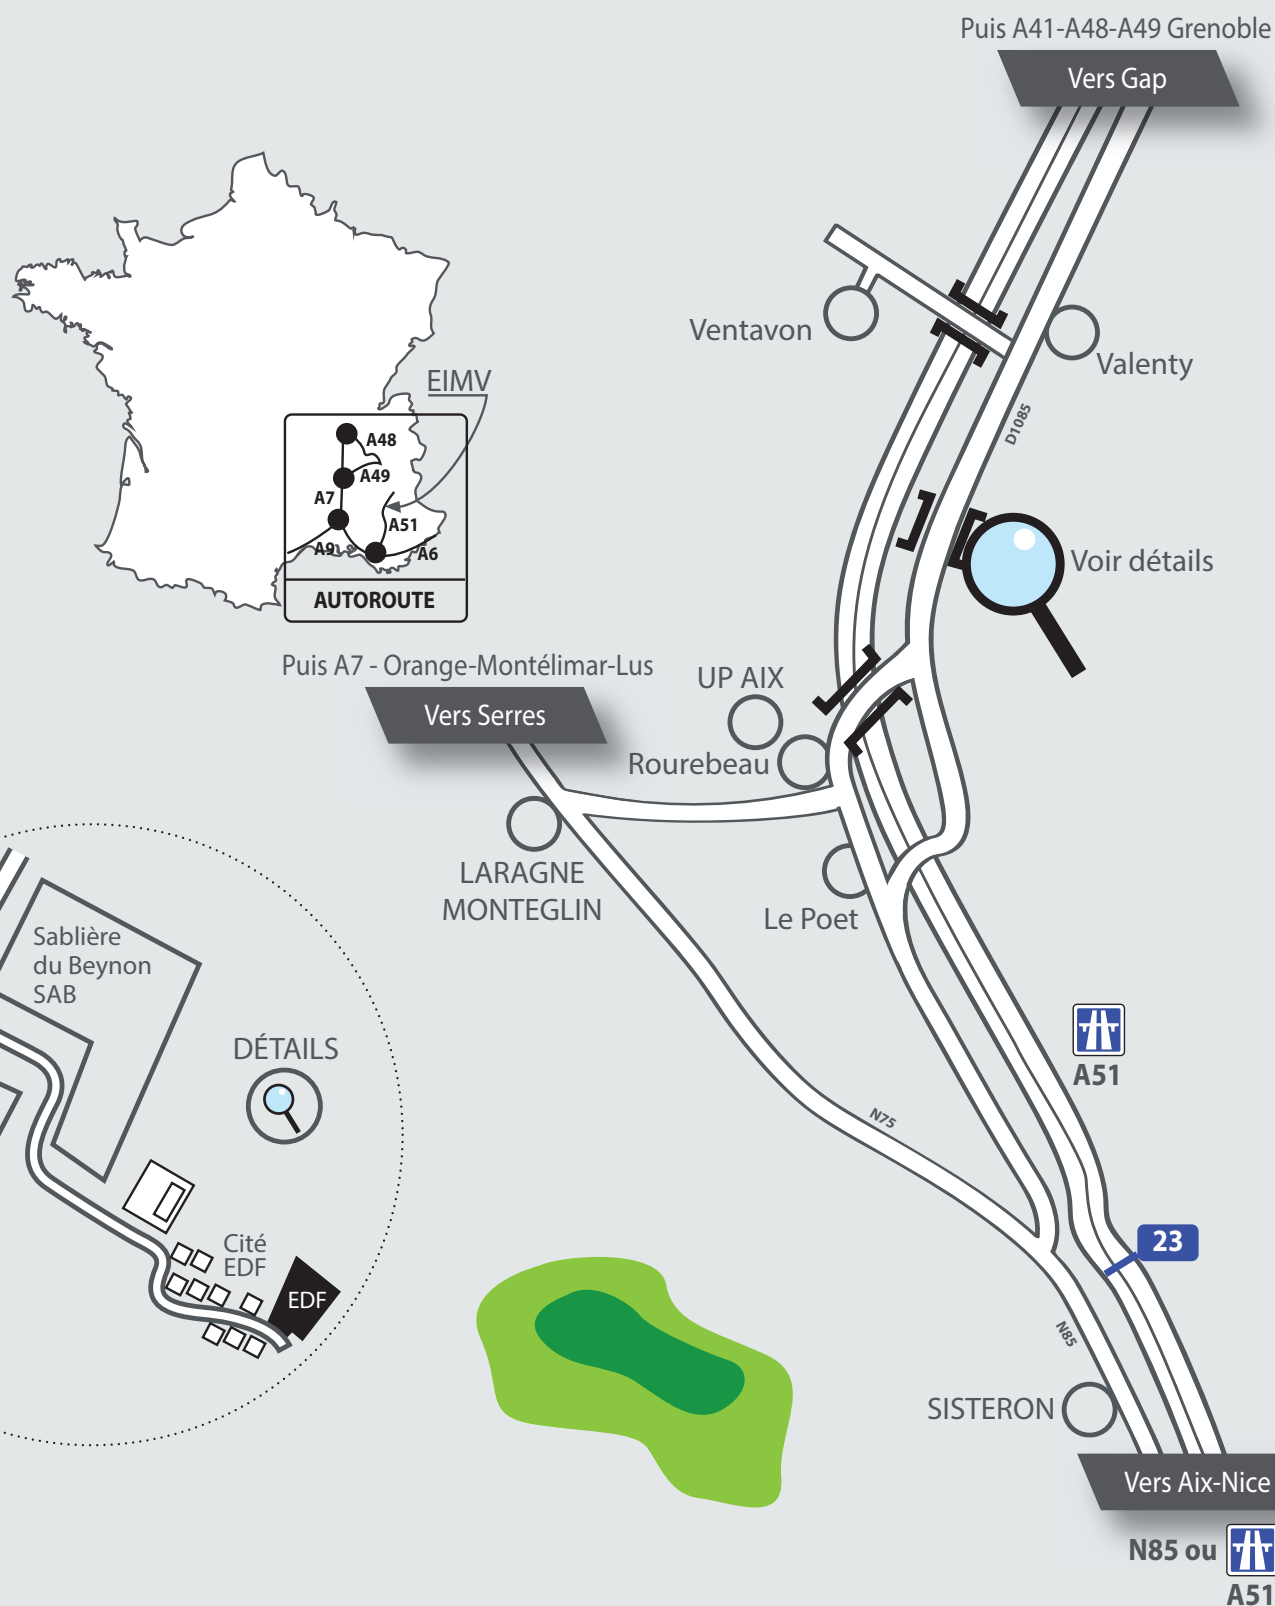 Puis A41-A48-A49 Grenoble
Vers Gap
Ventavon
Valenty
D1085
EIMV
A48
A49
A7
A51
A9
A6
AUTOROUTE
Voir détails
Puis A7 - Orange-Montélimar-Lus
Vers Serres
UP AIX
Rourebeau
LARAGNE
MONTEGLIN
Le Poet
Sablière
du Beynon
SAB
DÉTAILS
A51
N75
Cité
EDF
EDF
23
N85
SISTERON
Vers Aix-Nice
N85 ou
A51